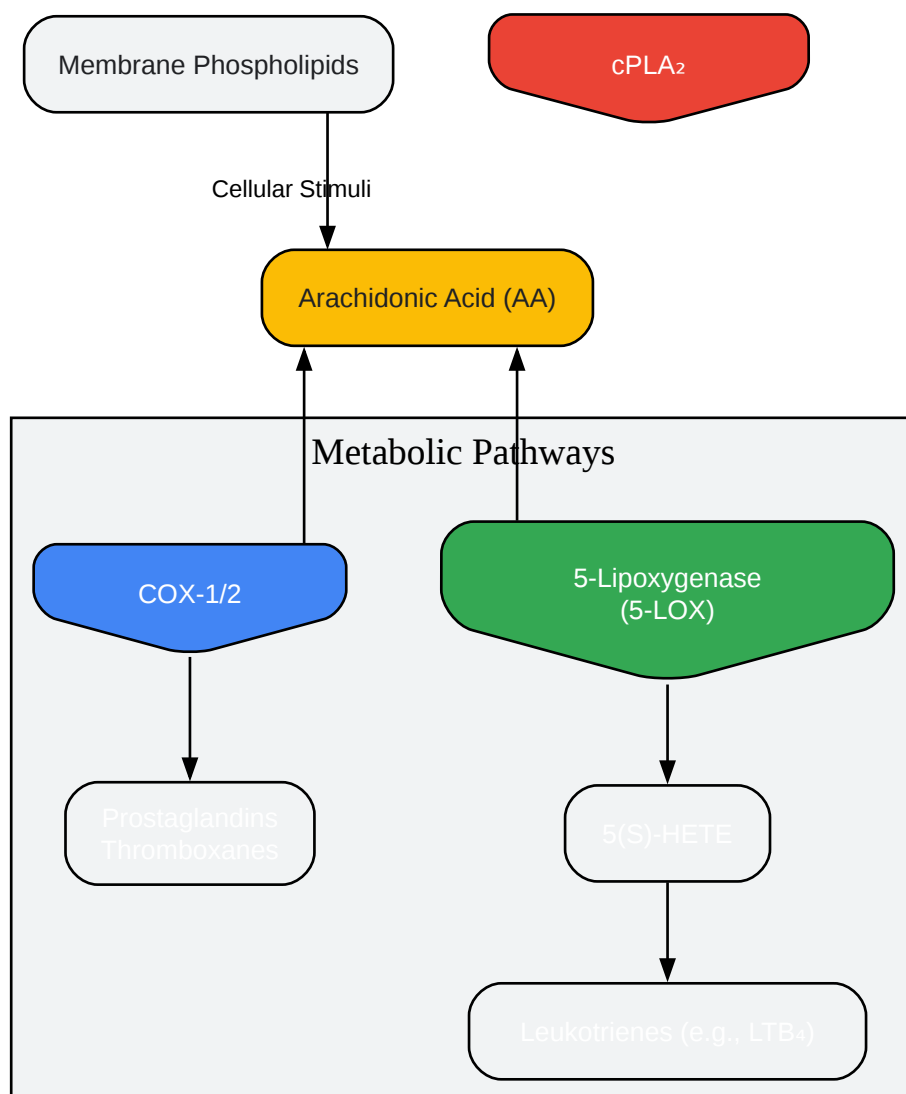 Membrane Phospholipids
cPLA₂
Cellular Stimuli
Arachidonic Acid (AA)
Metabolic Pathways
COX-1/2
5-Lipoxygenase
(5-LOX)
Prostaglandins
Thromboxanes
5(S)-HETE
Leukotrienes (e.g., LTB₄)